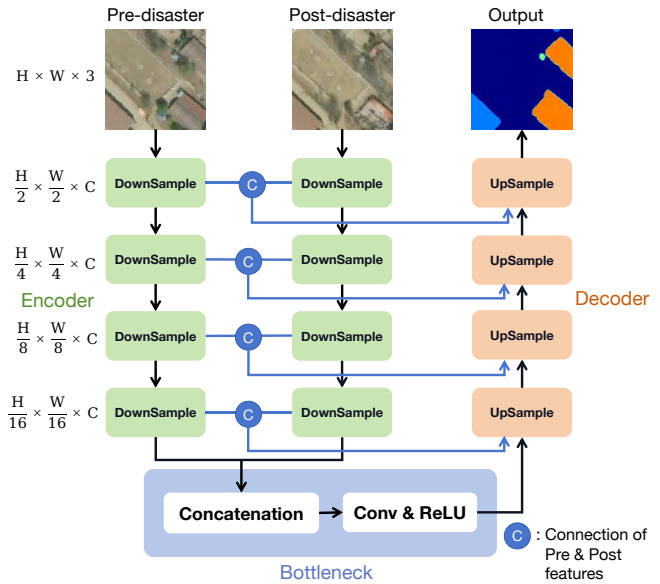 Pre-disaster Post-disaster Output
H × W × 3
H/2 × W/2 × C
DownSample C DownSample UpSample
H/4 × W/4 × C
DownSample C DownSample UpSample
Encoder Decoder
H/8 × W/8 × C
DownSample C DownSample UpSample
H/16 × W/16 × C
DownSample C DownSample UpSample
Concatenation Conv & ReLU
Bottleneck
C : Connection of
Pre & Post
features